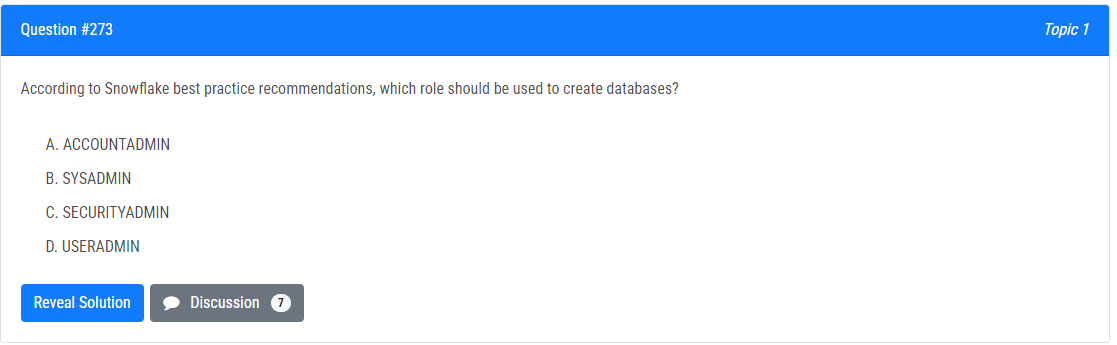 Question #273
Topic 1
According to Snowflake best practice recommendations, which role should be used to create databases?
A. ACCOUNTADMIN
B. SYSADMIN
C. SECURITYADMIN
D. USERADMIN
Reveal Solution
Discussion 7